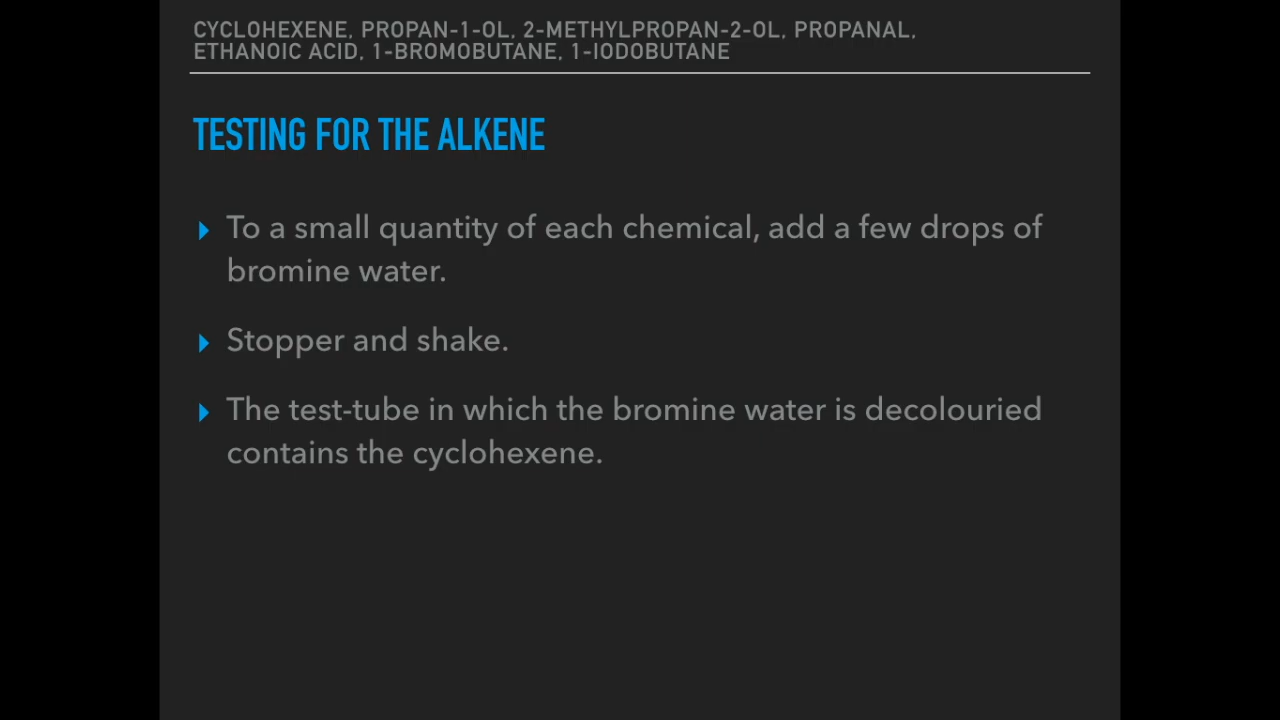 CYCLOHEXENE, PROPAN-1-OL, 2-METHYLPROPAN-2-OL, PROPANAL,
ETHANOIC ACID, 1-BROMOBUTANE, 1-IODOBUTANE
TESTING FOR THE ALKENE
To a small quantity of each chemical, add a few drops of
bromine water.
Stopper and shake.
The test-tube in which the bromine water is decolouried
contains the cyclohexene.